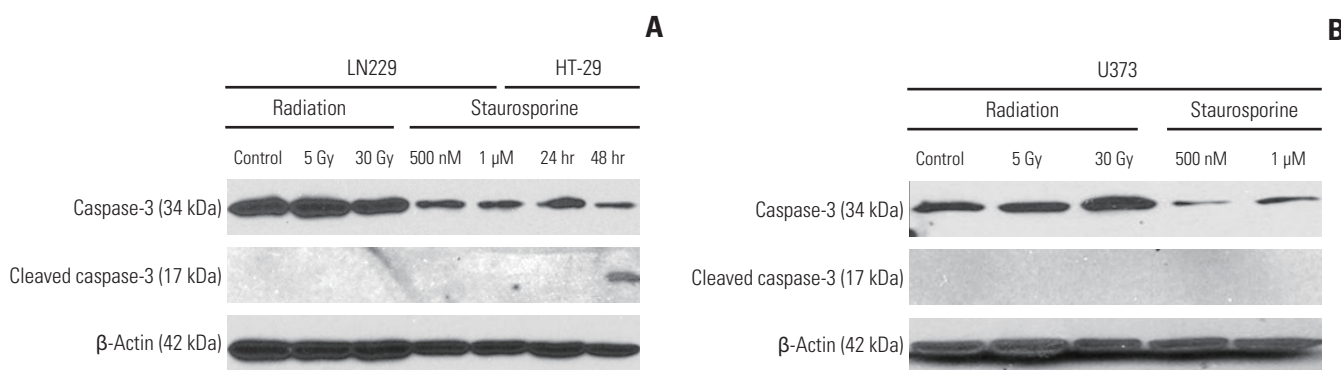 A
LN229 HT-29
Radiation Staurosporine
Control 5 Gy 30 Gy 500 nM 1 µM 24 hr 48 hr
Caspase-3 (34 kDa)
Cleaved caspase-3 (17 kDa)
β-Actin (42 kDa)
B
U373
Radiation Staurosporine
Control 5 Gy 30 Gy 500 nM 1 µM
Caspase-3 (34 kDa)
Cleaved caspase-3 (17 kDa)
β-Actin (42 kDa)